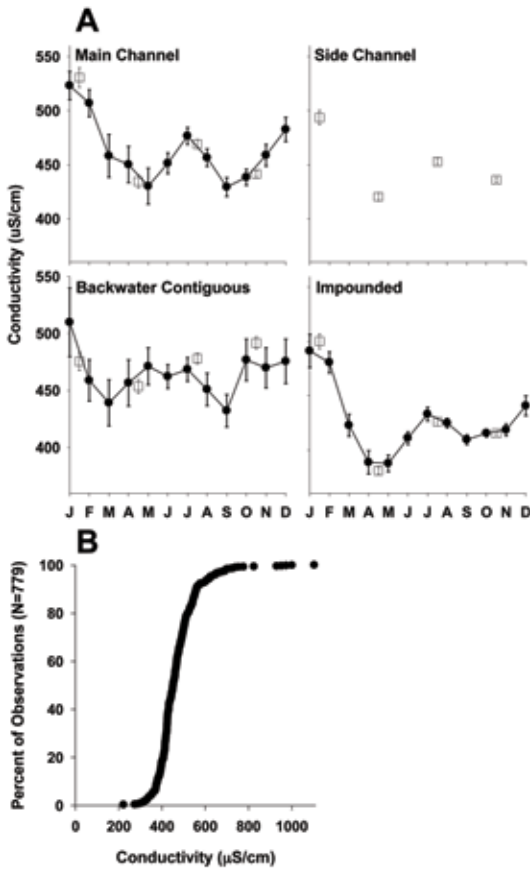 A
Main Channel
Side Channel
550
500
450
400
Conductivity (uS/cm)
Backwater Contiguous
Impounded
550
500
450
400
J F M A M J J A S O N D
J F M A M J J A S O N D
B
Percent of Observations (N=779)
100
80
60
40
20
0
0 200 400 600 800 1000
Conductivity (µS/cm)